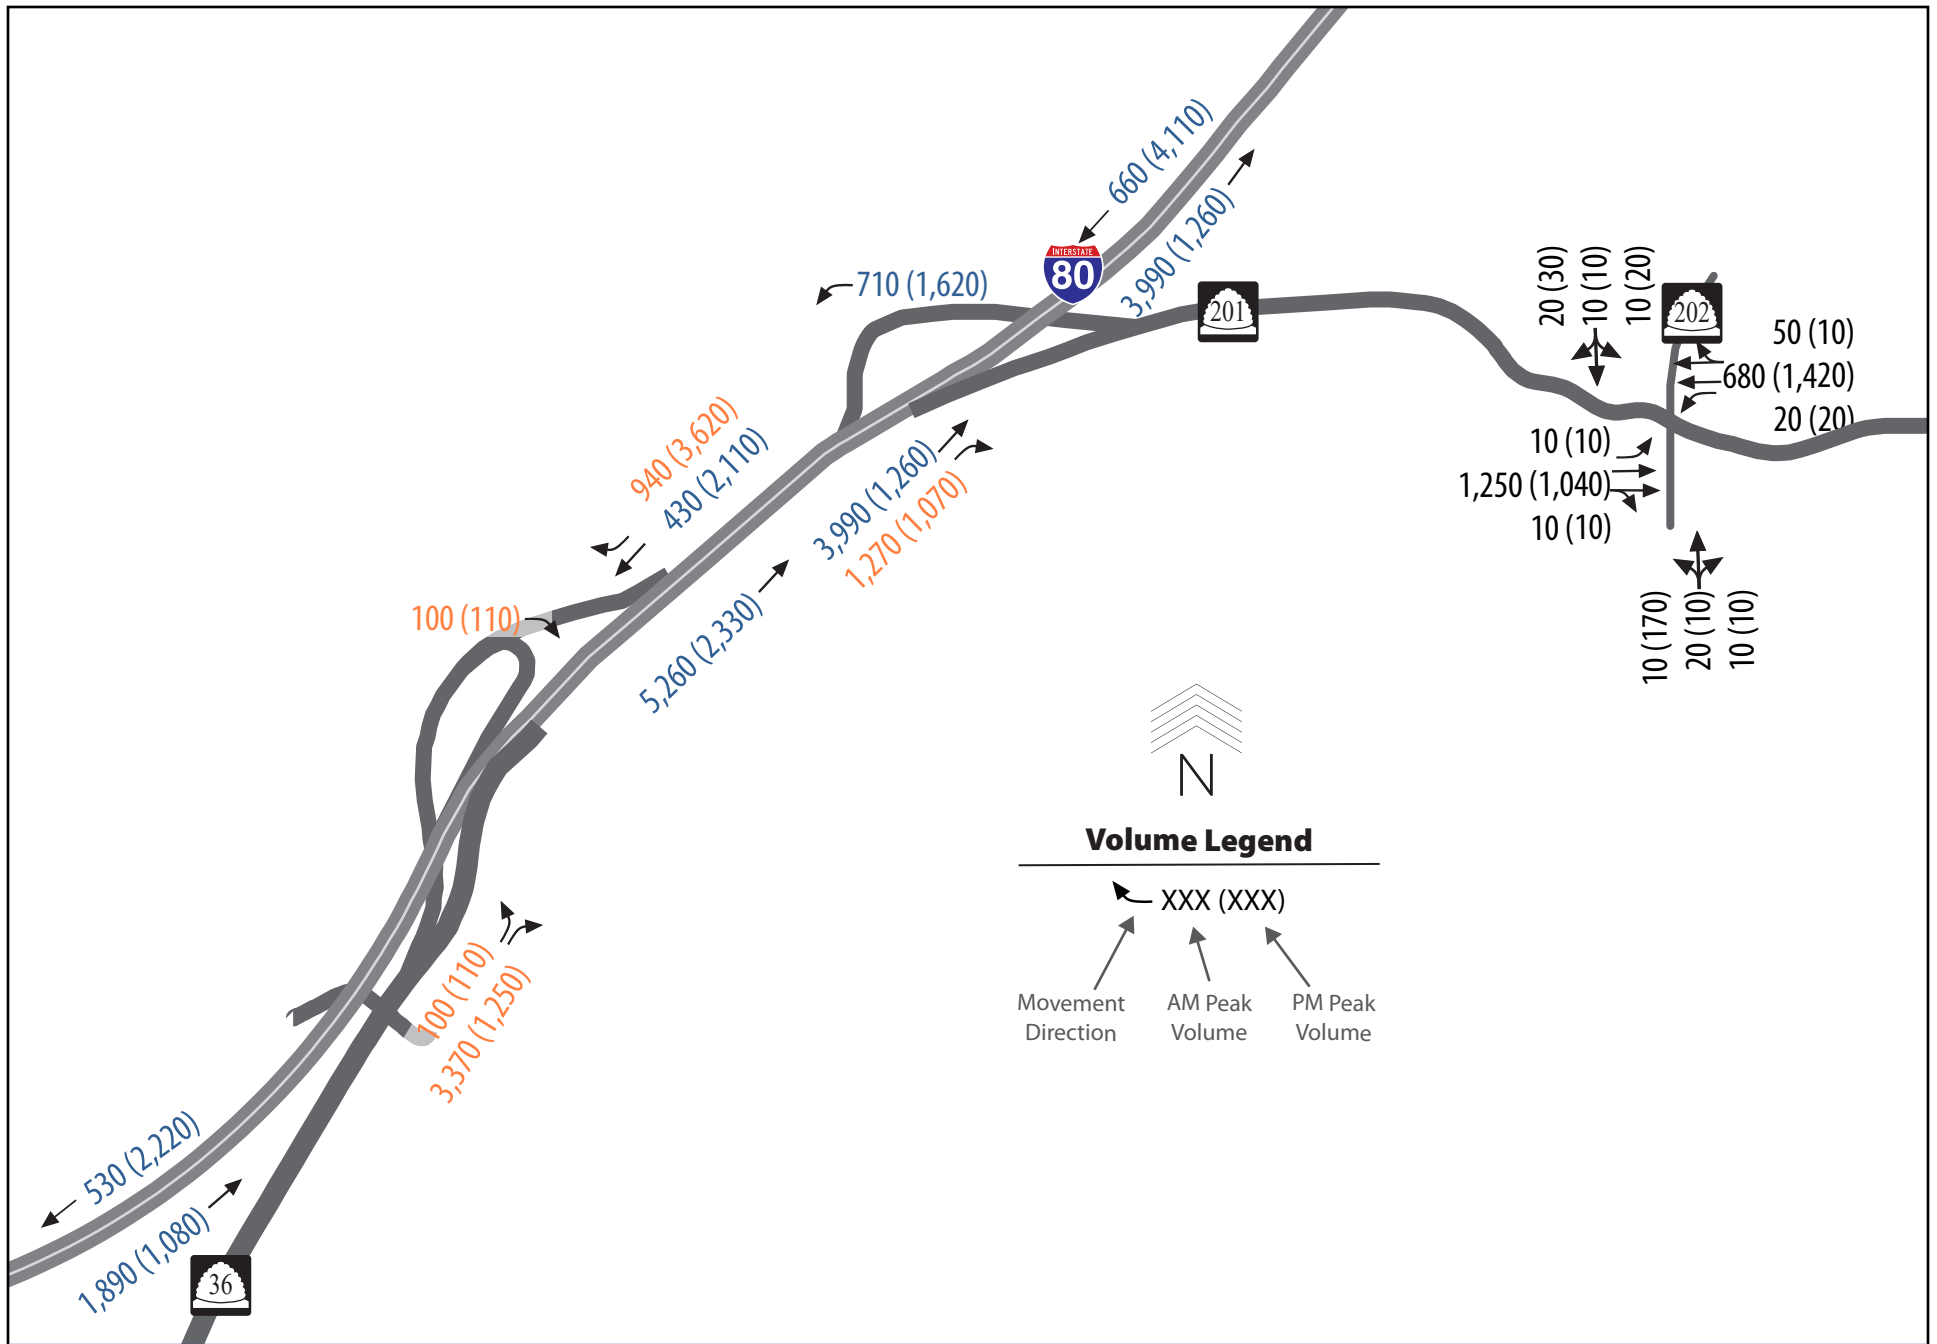 660 (4,110)
3,990 (1,260)
INTERSTATE
80
710 (1,620)
201
20 (30)
10 (10)
10 (20)
202
50 (10)
680 (1,420)
20 (20)
10 (10)
1,250 (1,040)
10 (10)
10 (170)
20 (10)
10 (10)
940 (3,620)
430 (2,110)
3,990 (1,260)
1,270 (1,070)
100 (110)
5,260 (2,330)
N
Volume Legend
XXX (XXX)
Movement
Direction
AM Peak
Volume
PM Peak
Volume
100 (110)
3,370 (1,250)
530 (2,220)
1,890 (1,080)
36